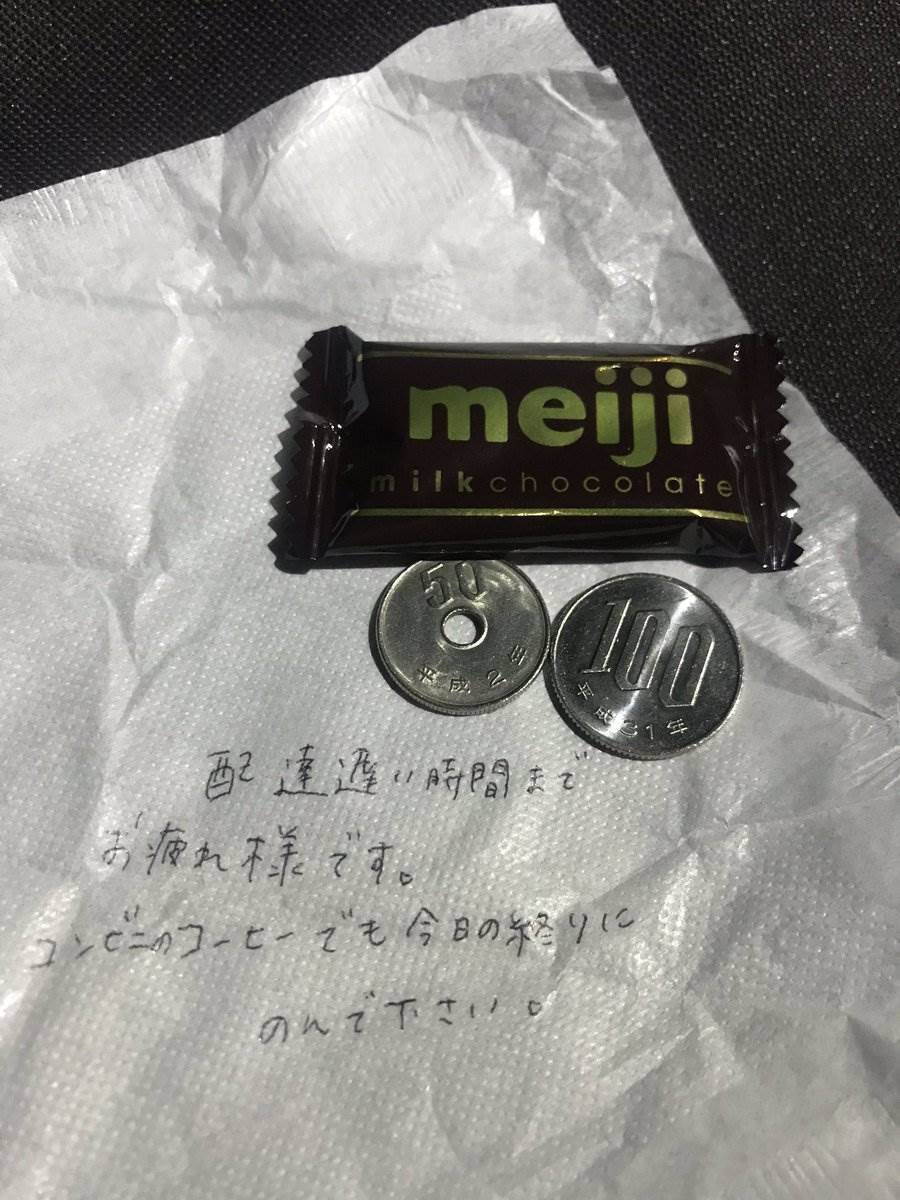 meiji
milk chocolate
50
平成2年
100
平成31年
配達遅い時間まで
お疲れ様です。
コンビニのコーヒーでも今日の終りに
のんで下さい。